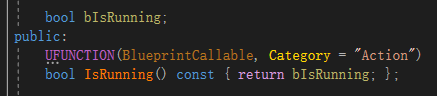 bool bIsRunning;
public:
UFUNCTION(BlueprintCallable, Category = "Action")
bool IsRunning() const { return bIsRunning; };